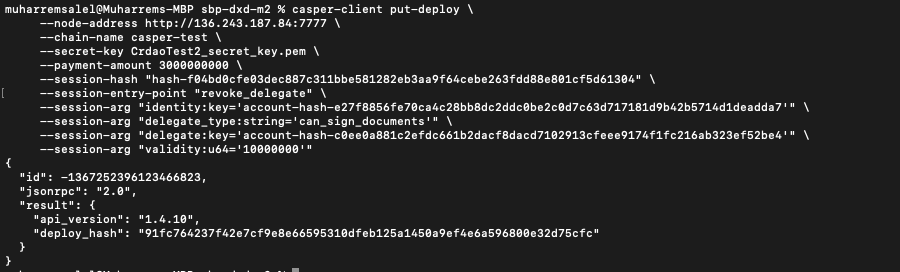 muharremsalel@Muharrems-MBP sbp-dxd-m2 % casper-client put-deploy \
--node-address http://136.243.187.84:7777 \
--chain-name casper-test \
--secret-key CrdaoTest2_secret_key.pem \
--payment-amount 3000000000 \
--session-hash "hash-f04bd0cfe03dec887c311bbe581282eb3aa9f64cebe263fdd88e801cf5d61304" \
--session-entry-point "revoke_delegate" \
--session-arg "identity:key='account-hash-e27f8856fe70ca4c28bb8dc2ddc0be2c0d7c63d717181d9b42b5714d1deadda7'" \
--session-arg "delegate_type:string='can_sign_documents'" \
--session-arg "delegate:key='account-hash-c0ee0a881c2efdc661b2dacf8dacd7102913cfeee9174f1fc216ab323ef52be4'" \
--session-arg "validity:u64='10000000'"
{
"id": -1367252396123466823,
"jsonrpc": "2.0",
"result": {
"api_version": "1.4.10",
"deploy_hash": "91fc764237f42e7cf9e8e66595310dfeb125a1450a9ef4e6a596800e32d75cfc"
}
}